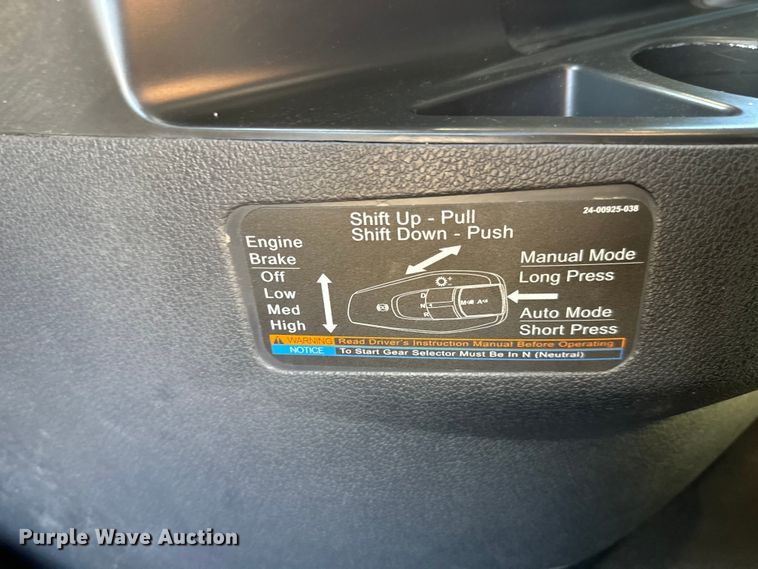 24-00925-038
Shift Up - Pull
Shift Down - Push
Engine
Brake
Off
Low
Med
High
Manual Mode
Long Press
Auto Mode
Short Press
D
N
R
M
A
WARNING Read Driver's Instruction Manual Before Operating
NOTICE To Start Gear Selector Must Be In N (Neutral)
Purple Wave Auction